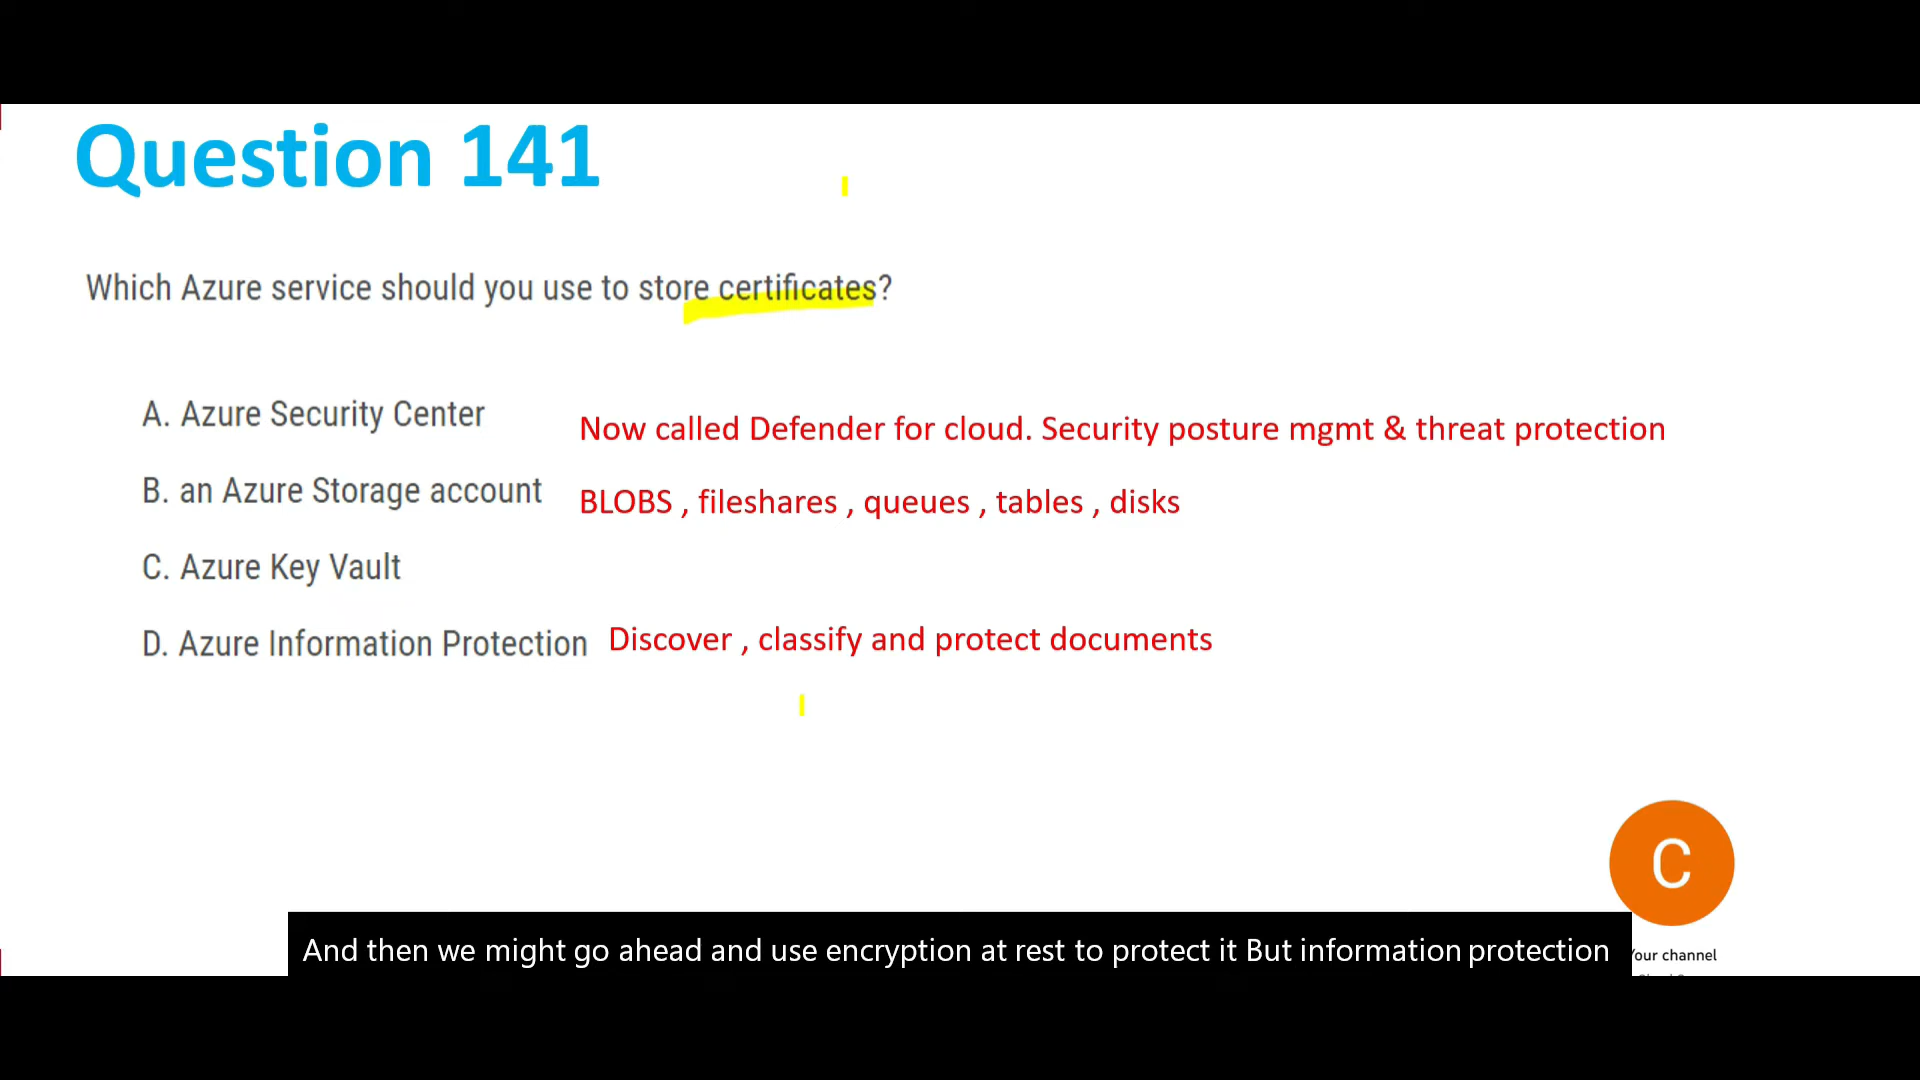 Question 141
Which Azure service should you use to store certificates?
A. Azure Security Center
Now called Defender for cloud. Security posture mgmt & threat protection
B. an Azure Storage account
BLOBS , fileshares , queues , tables , disks
C. Azure Key Vault
D. Azure Information Protection
Discover , classify and protect documents
C
Your channel
And then we might go ahead and use encryption at rest to protect it But information protection